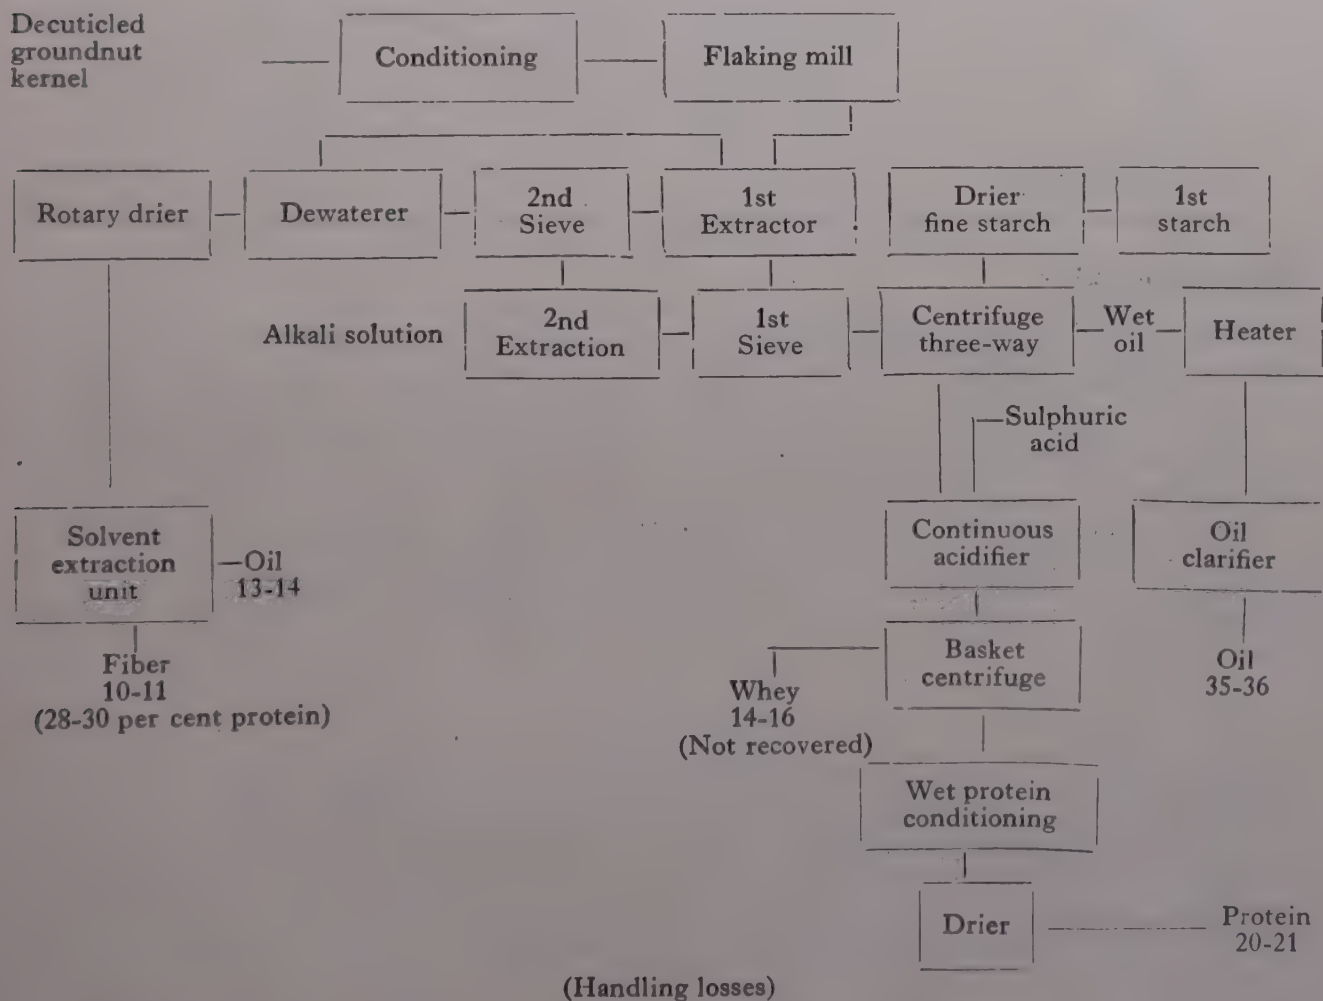 Decuticled
groundnut
kernel
Conditioning
Flaking mill
Rotary drier
Dewaterer
2nd
Sieve
1st
Extractor
Drier
fine starch
1st
starch
Alkali solution
2nd
Extraction
1st
Sieve
Centrifuge
three-way
Wet
oil
Heater
Sulphuric
acid
Solvent
extraction
unit
Oil
13-14
Continuous
acidifier
Oil
clarifier
Fiber
10-11
(28-30 per cent protein)
Whey
14-16
(Not recovered)
Basket
centrifuge
Oil
35-36
Wet protein
conditioning
Drier
Protein
20-21
(Handling losses)